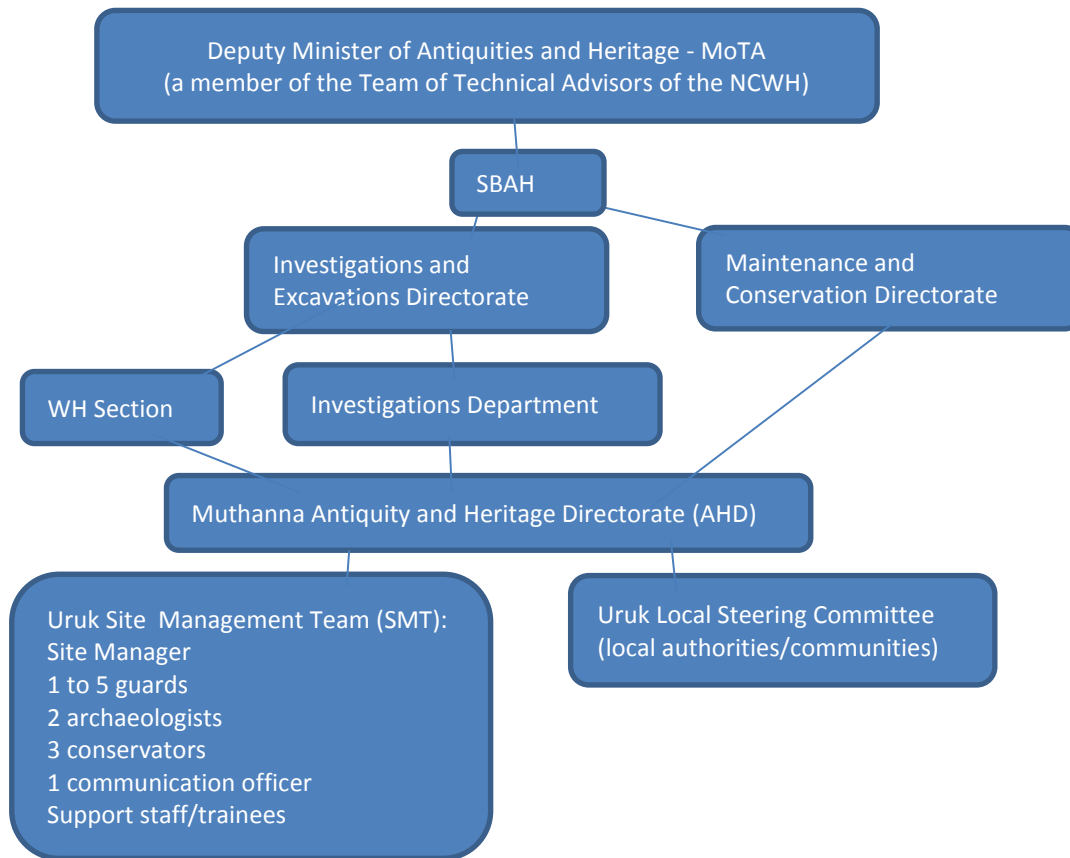 Deputy Minister of Antiquities and Heritage - MoTA
(a member of the Team of Technical Advisors of the NCWH)
SBAH
Investigations and
Excavations Directorate
Maintenance and
Conservation Directorate
WH Section
Investigations Department
Muthanna Antiquity and Heritage Directorate (AHD)
Uruk Site Management Team (SMT):
Site Manager
1 to 5 guards
2 archaeologists
3 conservators
1 communication officer
Support staff/trainees
Uruk Local Steering Committee
(local authorities/communities)